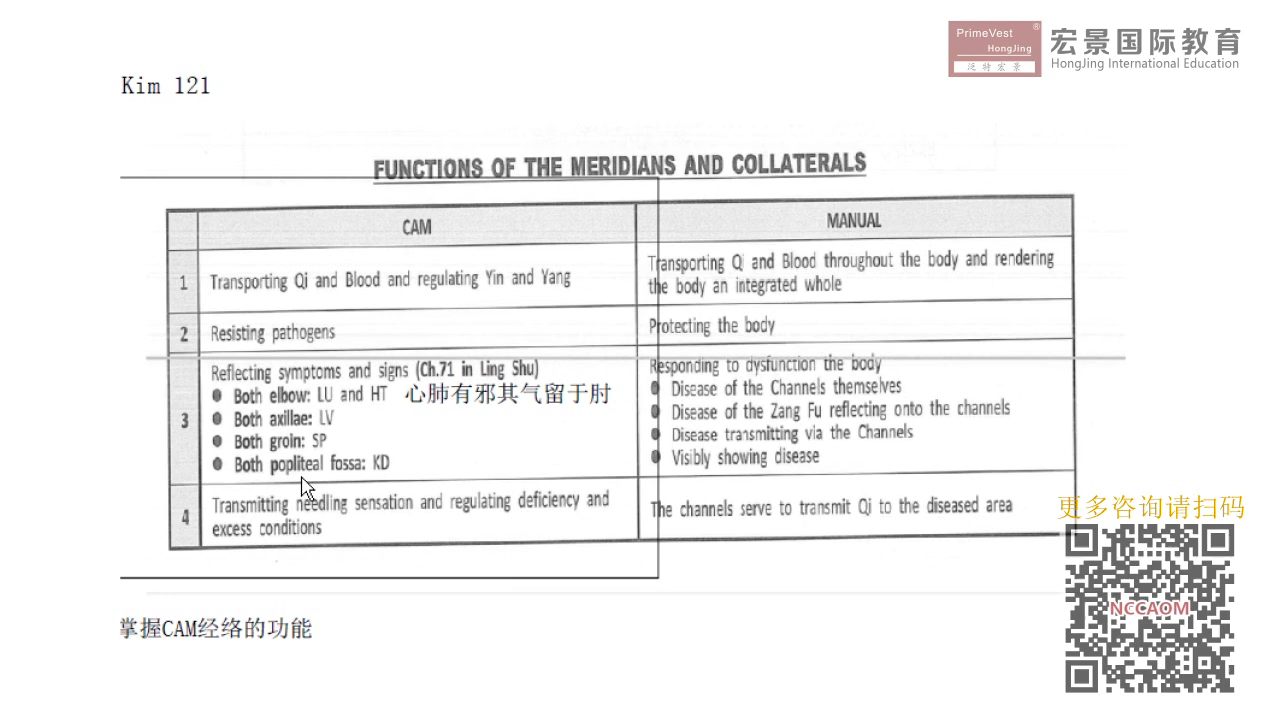 PrimeVest ®
HongJing
泛特宏景
宏景国际教育
HongJing International Education
Kim 121
FUNCTIONS OF THE MERIDIANS AND COLLATERALS
CAM
MANUAL
1
Transporting Qi and Blood and regulating Yin and Yang
Transporting Qi and Blood throughout the body and rendering
the body an integrated whole
2
Resisting pathogens
Protecting the body
3
Reflecting symptoms and signs (Ch.71 in Ling Shu)
● Both elbow: LU and HT 心肺有邪其气留于肘
● Both axillae: LV
● Both groin: SP
● Both popliteal fossa: KD
Responding to dysfunction the body
● Disease of the Channels themselves
● Disease of the Zang Fu reflecting onto the channels
● Disease transmitting via the Channels
● Visibly showing disease
4
Transmitting needling sensation and regulating deficiency and
excess conditions
The channels serve to transmit Qi to the diseased area
更多咨询请扫码
NCCAOM
掌握CAM经络的功能